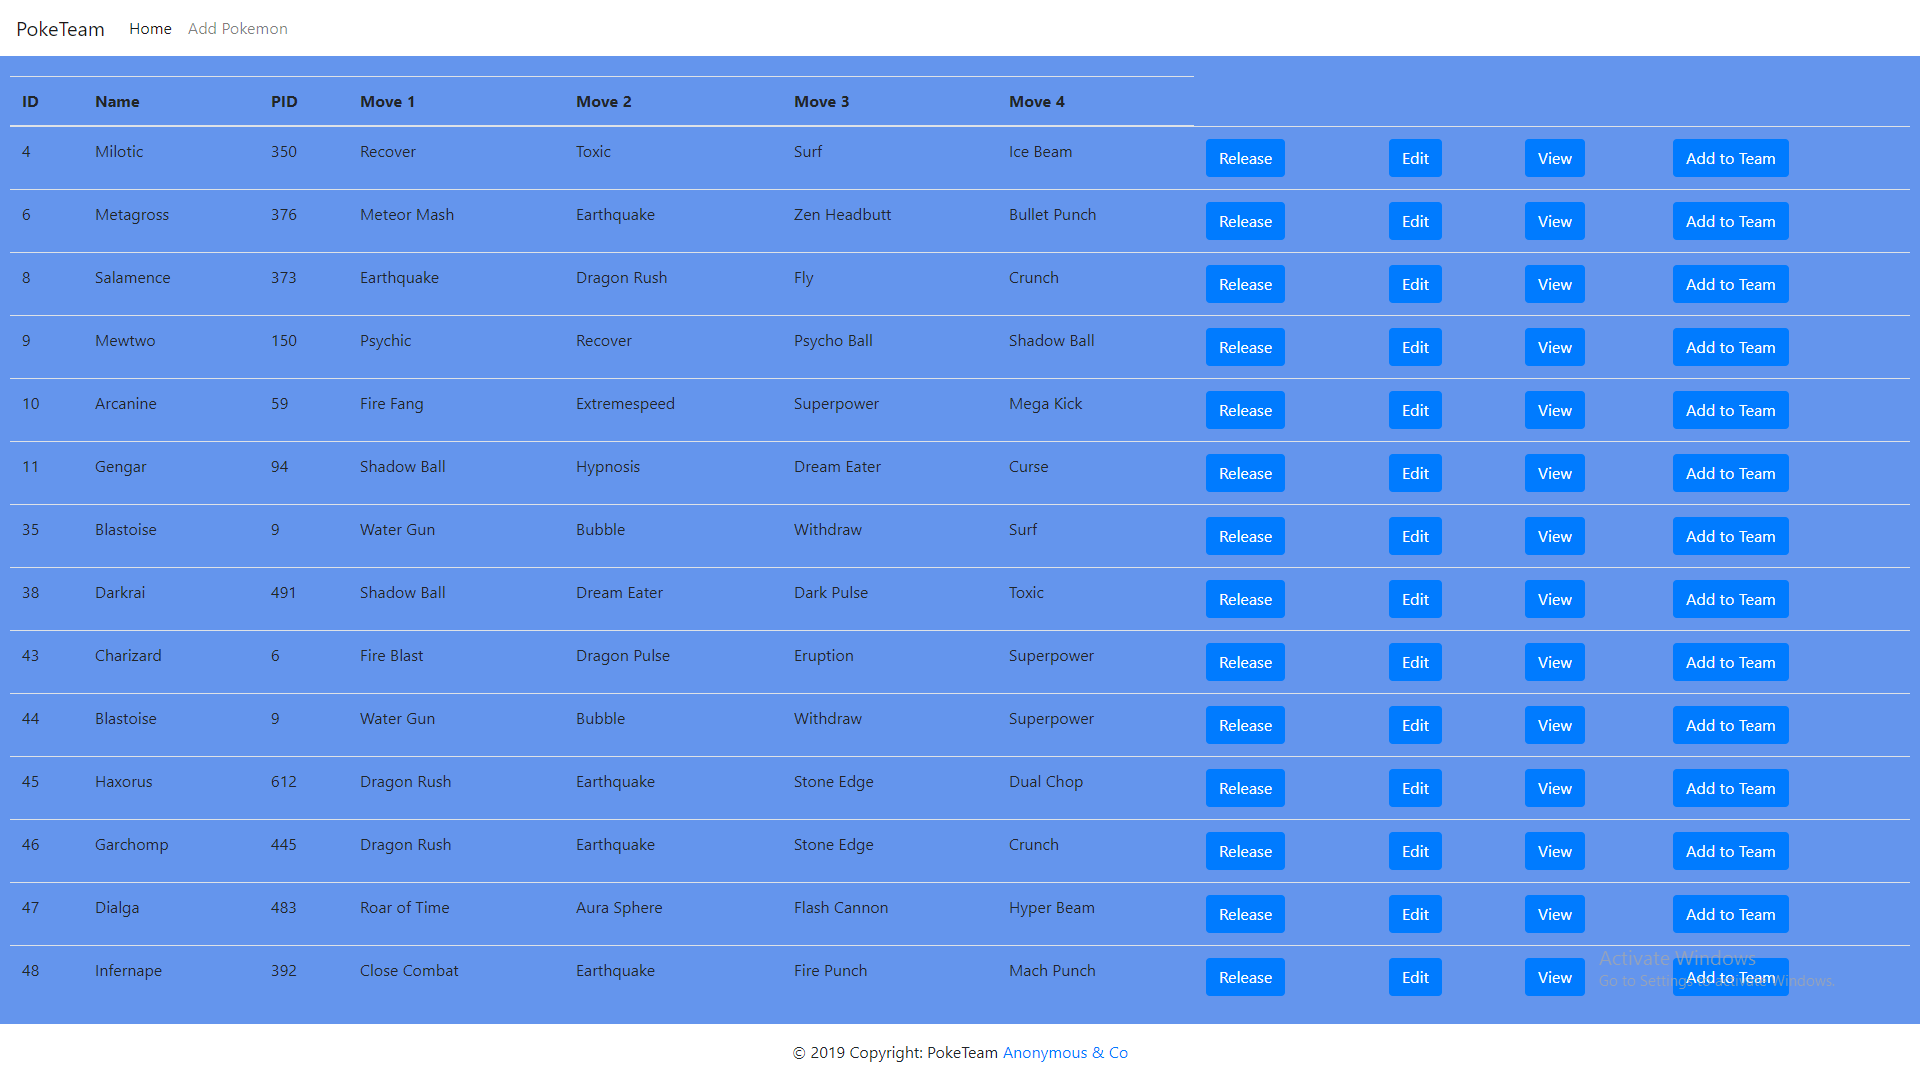 PokeTeam Home Add Pokemon
ID Name PID Move 1 Move 2 Move 3 Move 4
4 Milotic 350 Recover Toxic Surf Ice Beam Release Edit View Add to Team
6 Metagross 376 Meteor Mash Earthquake Zen Headbutt Bullet Punch Release Edit View Add to Team
8 Salamence 373 Earthquake Dragon Rush Fly Crunch Release Edit View Add to Team
9 Mewtwo 150 Psychic Recover Psycho Ball Shadow Ball Release Edit View Add to Team
10 Arcanine 59 Fire Fang Extremespeed Superpower Mega Kick Release Edit View Add to Team
11 Gengar 94 Shadow Ball Hypnosis Dream Eater Curse Release Edit View Add to Team
35 Blastoise 9 Water Gun Bubble Withdraw Surf Release Edit View Add to Team
38 Darkrai 491 Shadow Ball Dream Eater Dark Pulse Toxic Release Edit View Add to Team
43 Charizard 6 Fire Blast Dragon Pulse Eruption Superpower Release Edit View Add to Team
44 Blastoise 9 Water Gun Bubble Withdraw Superpower Release Edit View Add to Team
45 Haxorus 612 Dragon Rush Earthquake Stone Edge Dual Chop Release Edit View Add to Team
46 Garchomp 445 Dragon Rush Earthquake Stone Edge Crunch Release Edit View Add to Team
47 Dialga 483 Roar of Time Aura Sphere Flash Cannon Hyper Beam Release Edit View Add to Team
48 Infernape 392 Close Combat Earthquake Fire Punch Mach Punch Release Edit View Add to Team
Activate Windows
Go to Settings to activate Windows.
© 2019 Copyright: PokeTeam Anonymous & Co